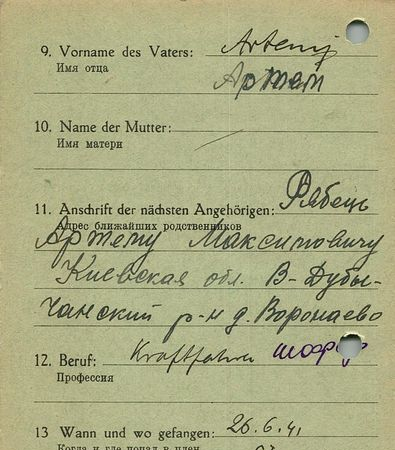 9. Vorname des Vaters: Artemij
Имя отца Артем
10. Name der Mutter:
Имя матери
11. Anschrift der nächsten Angehörigen: Рябець
Адрес ближайших родственников
Артему Максимовичу
Киевская обл. В-Дубы-
чанский р-н д. Воронаево
12. Beruf: Kraftfahrer шофер
Профессия
13 Wann und wo gefangen: 26.6.41
Когда и где попал в плен